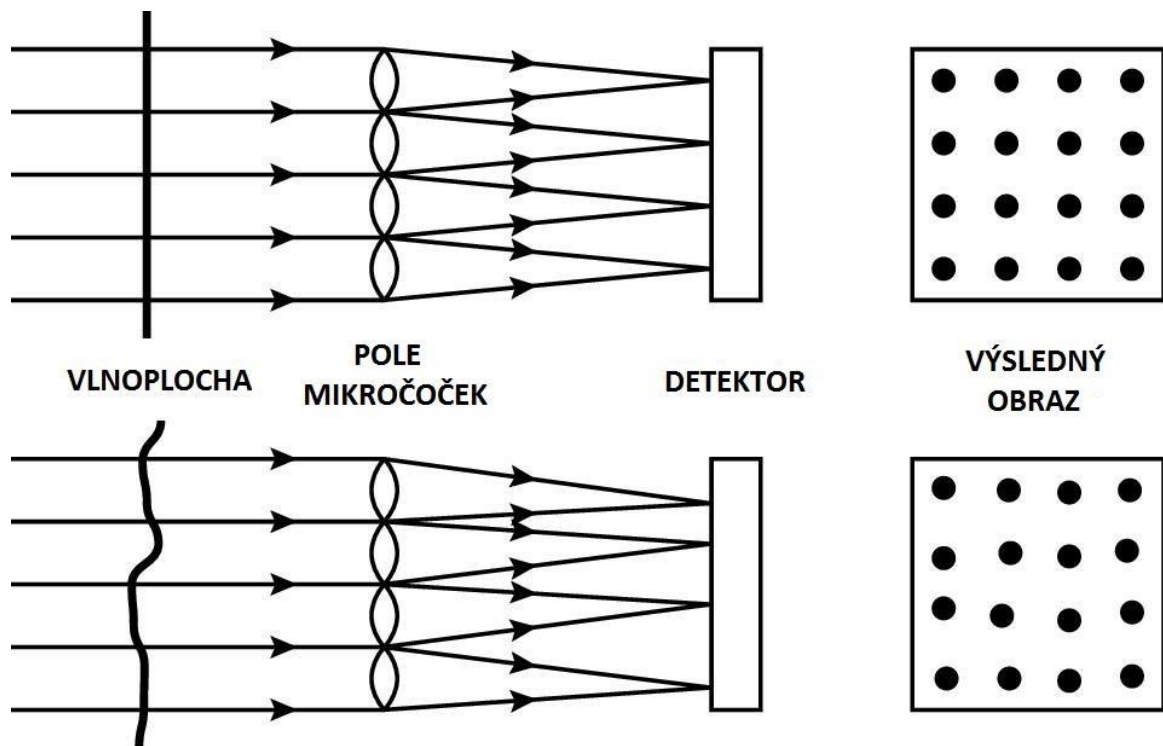 VLNOPLOCHA
POLE
MIKROČOČEK
DETEKTOR
VÝSLEDNÝ
OBRAZ